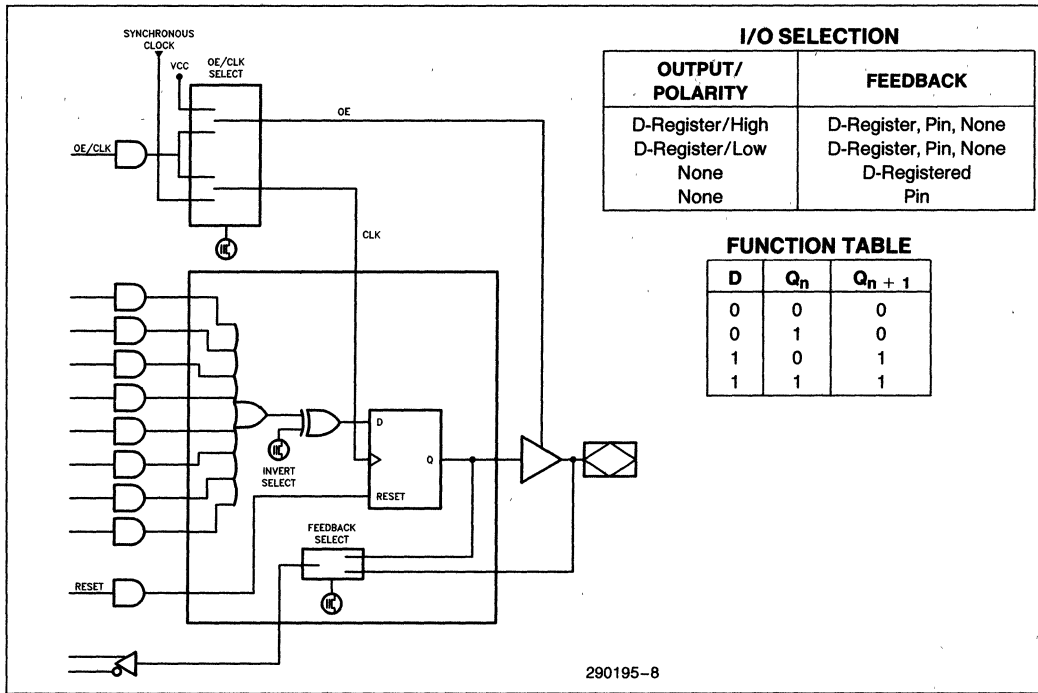 SYNCHRONOUS
CLOCK
VCC
OE/CLK
SELECT
OE
OE/CLK
CLK
D
Q
RESET
INVERT
SELECT
FEEDBACK
SELECT
RESET
I/O SELECTION
OUTPUT/
POLARITY
FEEDBACK
D-Register/High D-Register, Pin, None
D-Register/Low D-Register, Pin, None
None D-Registered
None Pin
FUNCTION TABLE
D Qn Qn + 1
0 0 0
0 1 0
1 0 1
1 1 1
290195-8